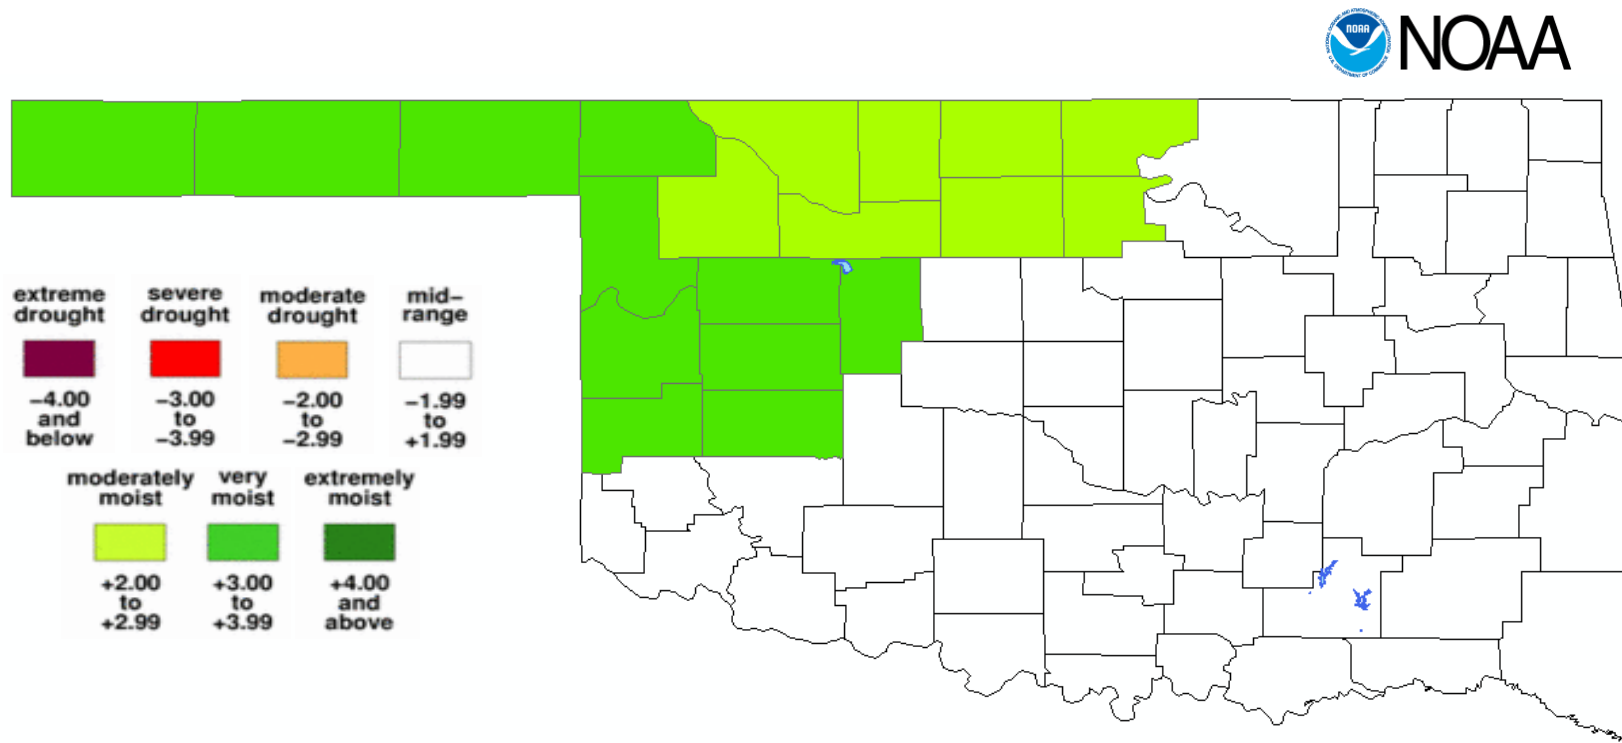 NOAA
NOAA
extreme drought
severe drought
moderate drought
mid-range
−4.00 and below
−3.00 to −3.99
−2.00 to −2.99
−1.99 to +1.99
moderately moist
very moist
extremely moist
+2.00 to +2.99
+3.00 to +3.99
+4.00 and above